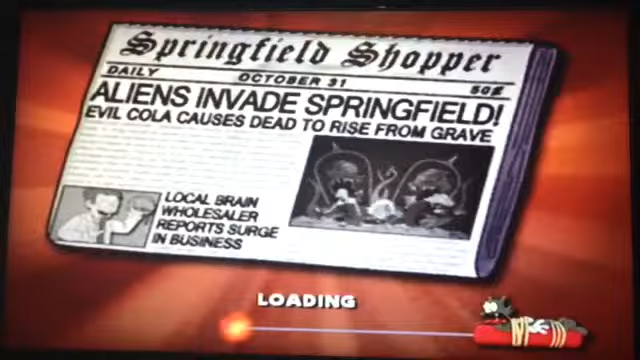 Springfield Shopper
DAILY OCTOBER 31 50¢
ALIENS INVADE SPRINGFIELD!
EVIL COLA CAUSES DEAD TO RISE FROM GRAVE
LOCAL BRAIN
WHOLESALER
REPORTS SURGE
IN BUSINESS
LOADING